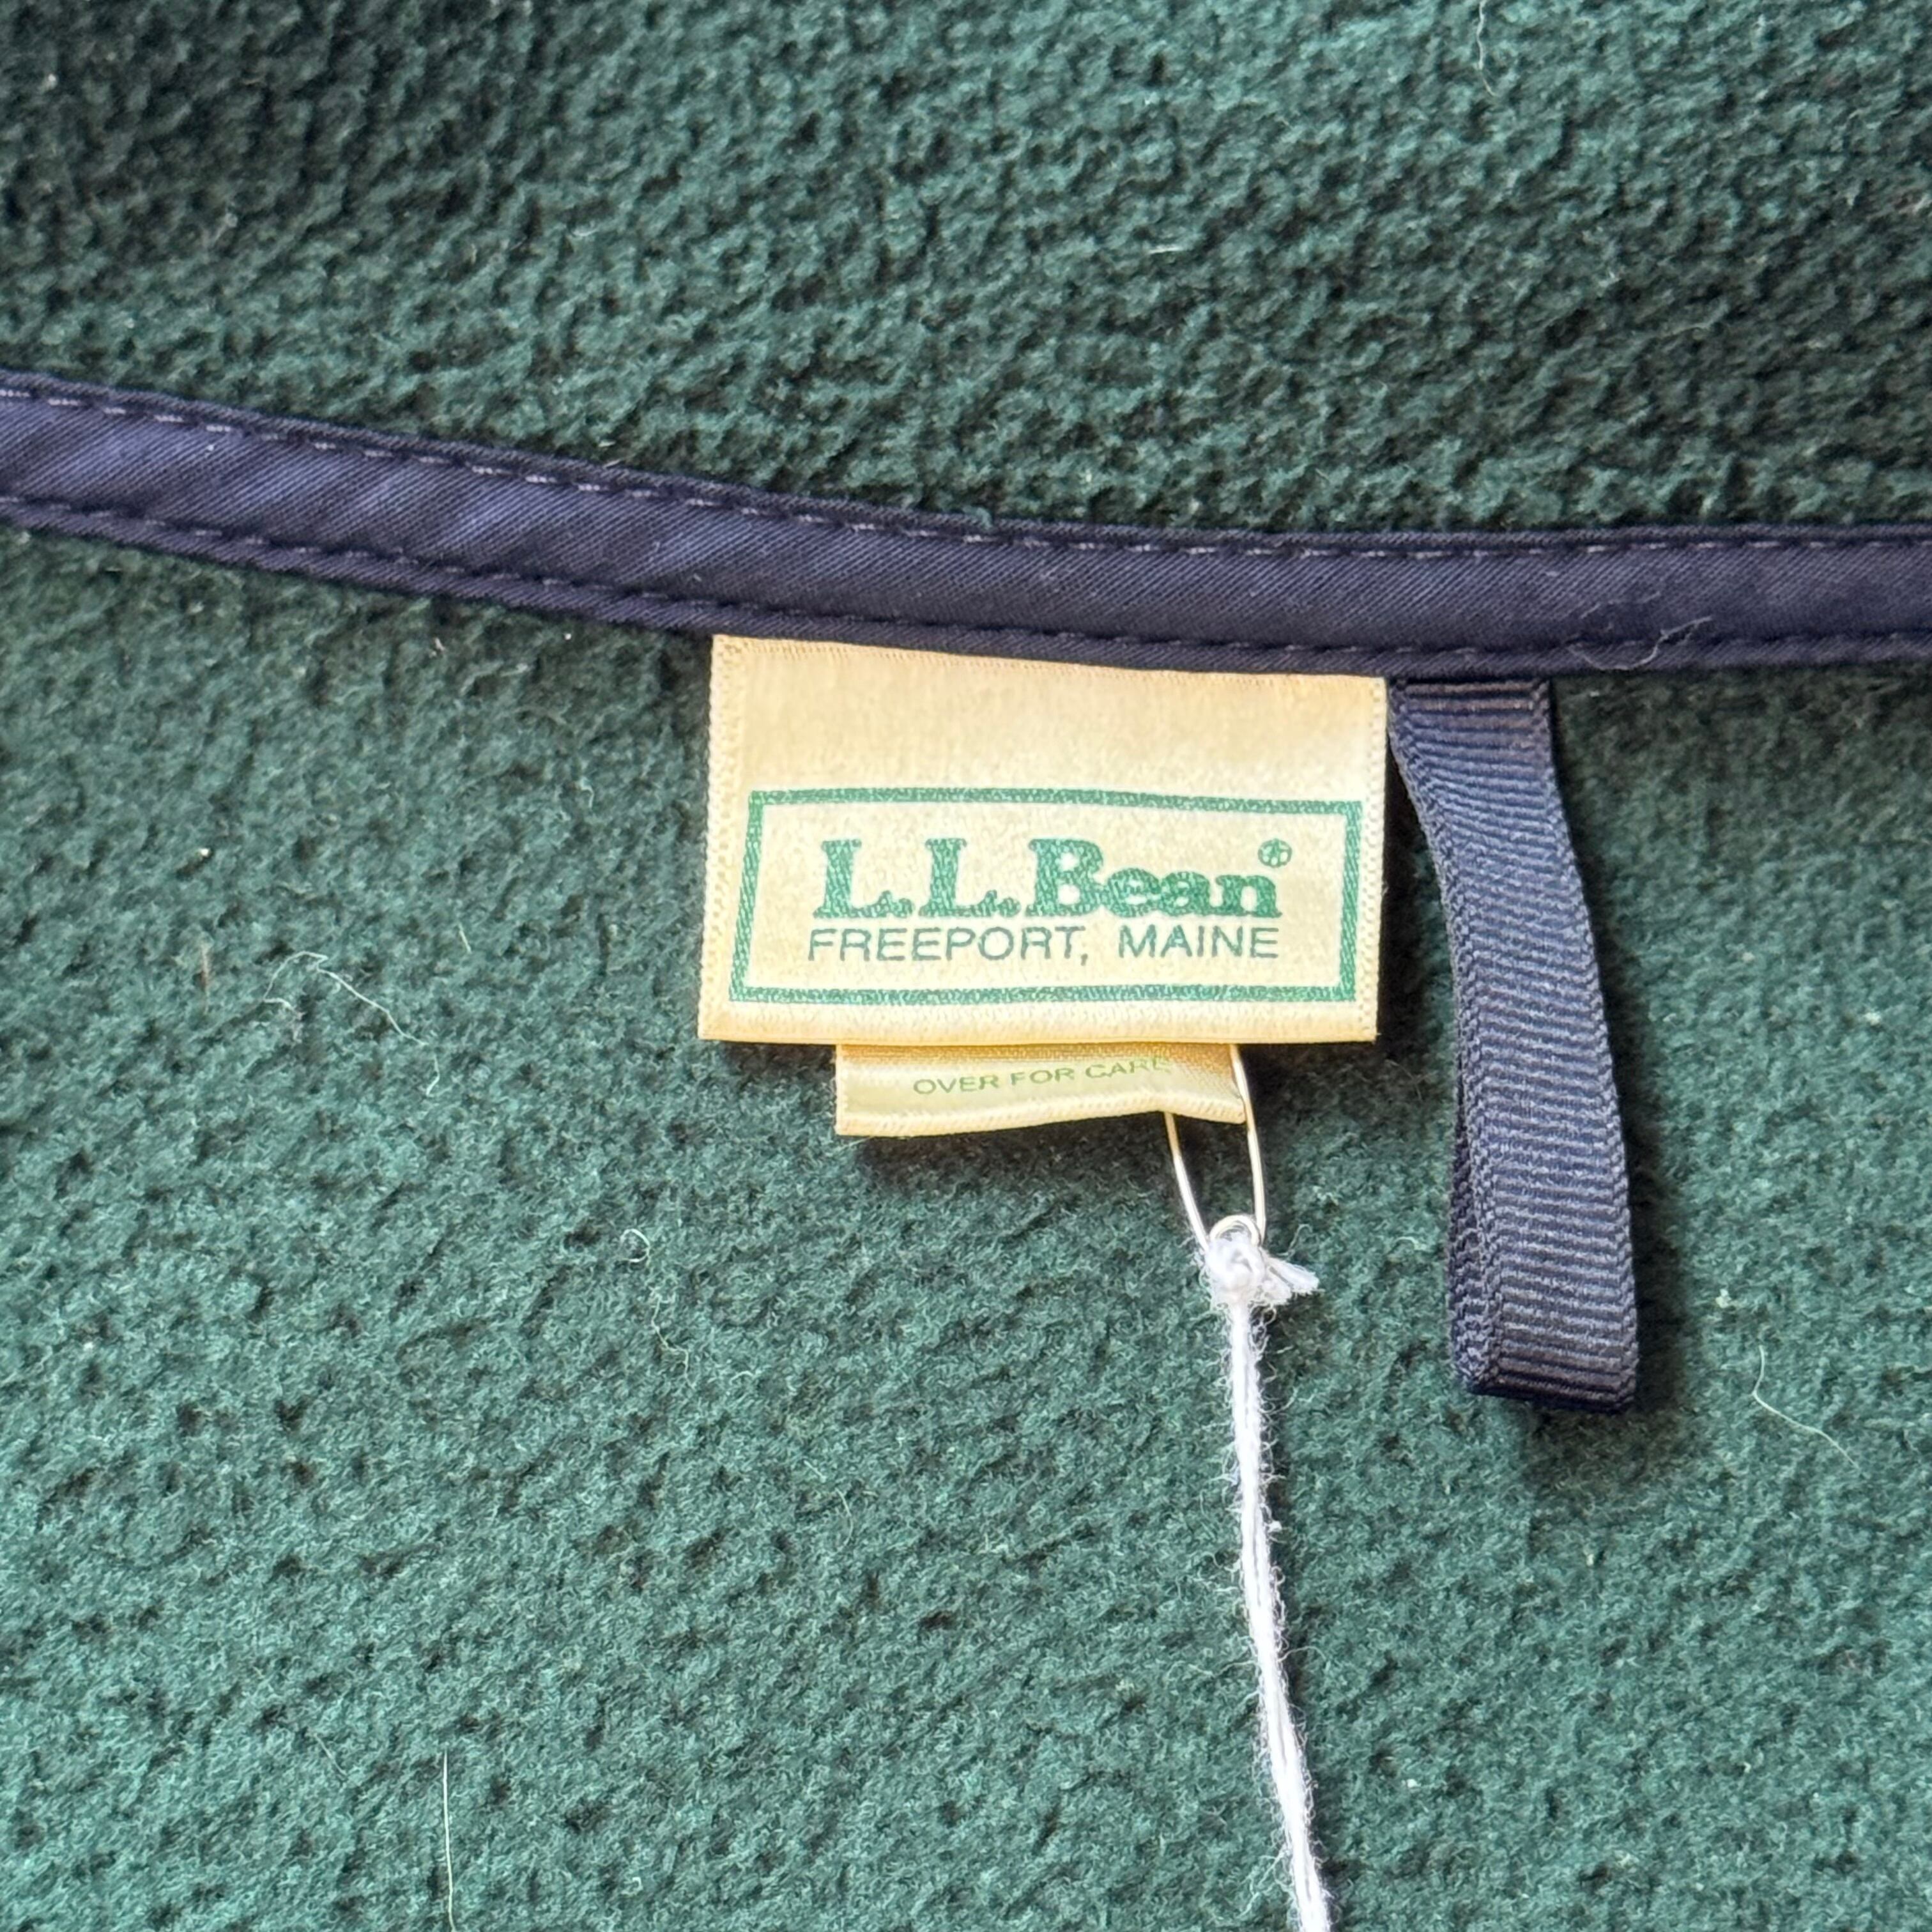 L.L.Bean®
FREEPORT, MAINE
OVER FOR CARE